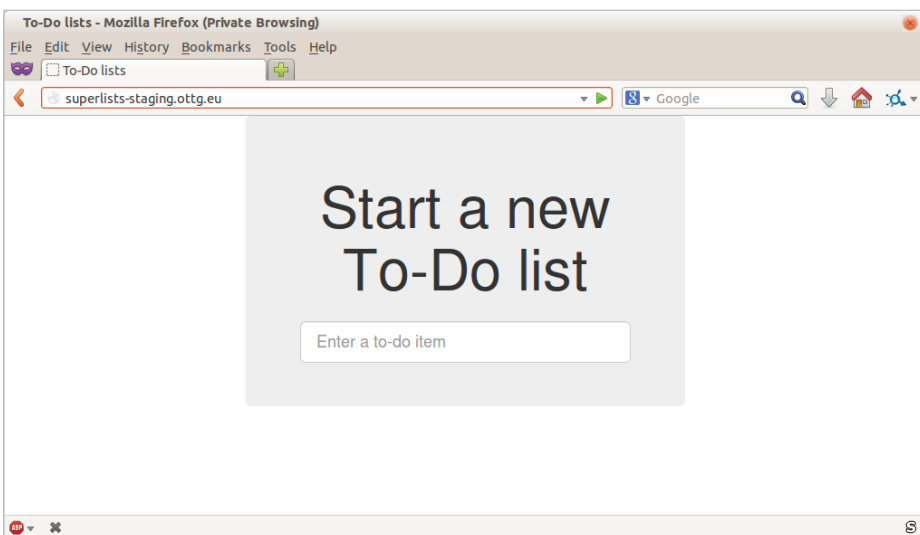 To-Do lists - Mozilla Firefox (Private Browsing)
File Edit View History Bookmarks Tools Help
To-Do lists
superlists-staging.ottg.eu
8 Google
Start a new
To-Do list
Enter a to-do item
ABP
S